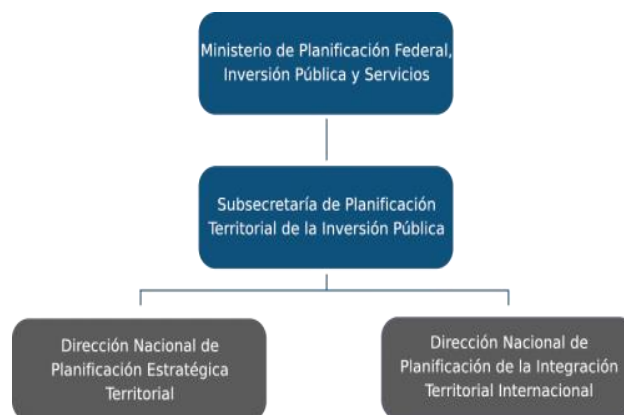 Ministerio de Planificación Federal,
Inversión Pública y Servicios
Subsecretaría de Planificación
Territorial de la Inversión Pública
Dirección Nacional de
Planificación Estratégica
Territorial
Dirección Nacional de
Planificación de la Integración
Territorial Internacional